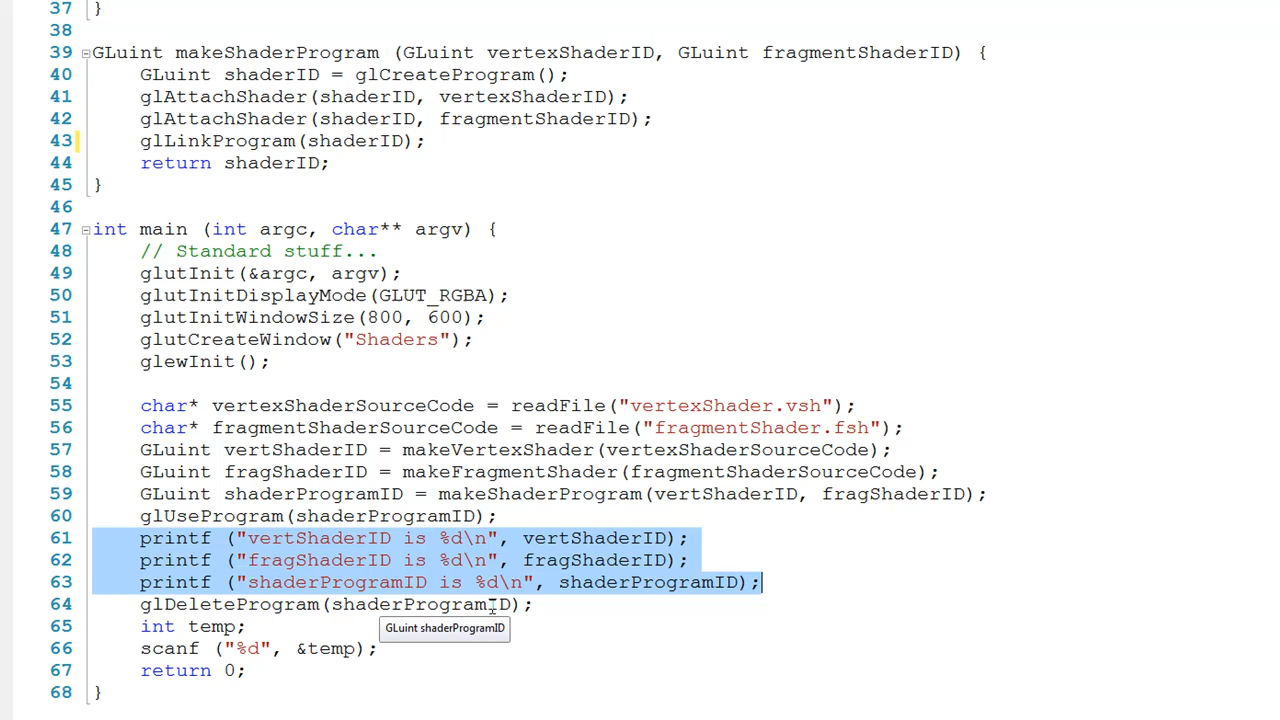 37 }
38
39 GLuint makeShaderProgram (GLuint vertexShaderID, GLuint fragmentShaderID) {
40 GLuint shaderID = glCreateProgram();
41 glAttachShader(shaderID, vertexShaderID);
42 glAttachShader(shaderID, fragmentShaderID);
43 glLinkProgram(shaderID);
44 return shaderID;
45 }
46
47 int main (int argc, char** argv) {
48 // Standard stuff...
49 glutInit(&argc, argv);
50 glutInitDisplayMode(GLUT_RGBA);
51 glutInitWindowSize(800, 600);
52 glutCreateWindow("Shaders");
53 glewInit();
54
55 char* vertexShaderSourceCode = readFile("vertexShader.vsh");
56 char* fragmentShaderSourceCode = readFile("fragmentShader.fsh");
57 GLuint vertShaderID = makeVertexShader(vertexShaderSourceCode);
58 GLuint fragShaderID = makeFragmentShader(fragmentShaderSourceCode);
59 GLuint shaderProgramID = makeShaderProgram(vertShaderID, fragShaderID);
60 glUseProgram(shaderProgramID);
61 printf ("vertShaderID is %d\n", vertShaderID);
62 printf ("fragShaderID is %d\n", fragShaderID);
63 printf ("shaderProgramID is %d\n", shaderProgramID);
64 glDeleteProgram(shaderProgramID);
65 int temp;
GLuint shaderProgramID
66 scanf ("%d", &temp);
67 return 0;
68 }